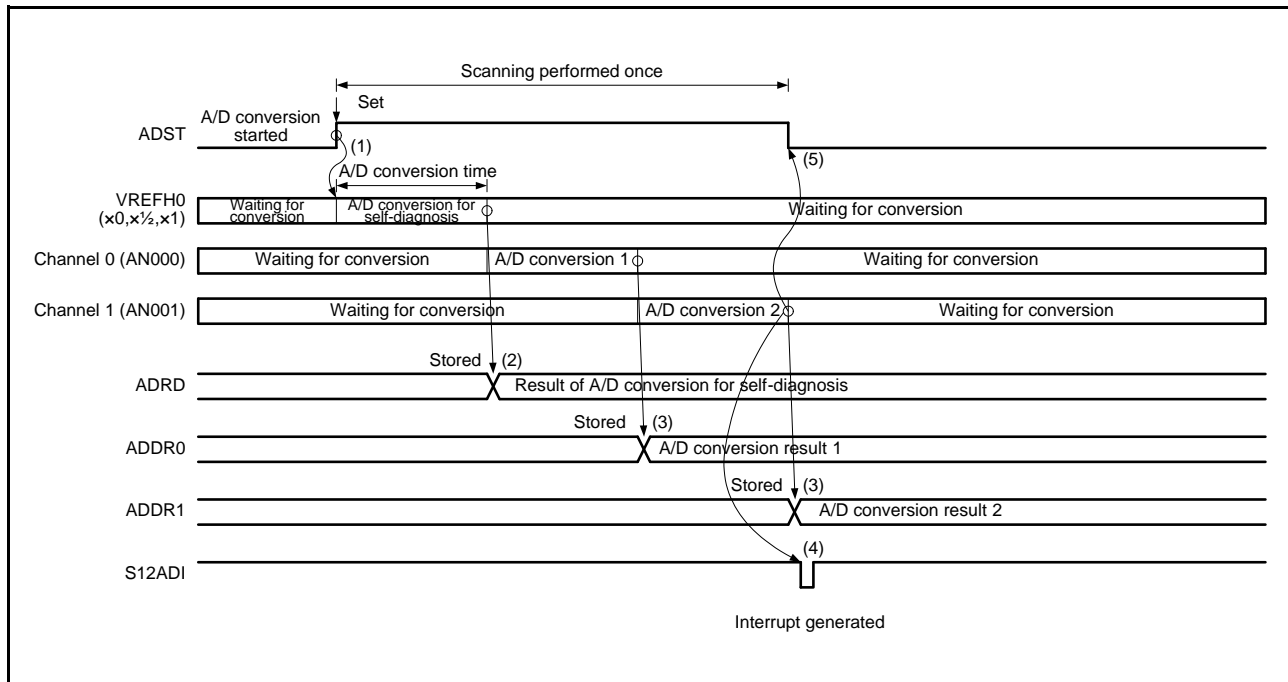 Scanning performed once
Set
A/D conversion
started
ADST
(1)
(5)
A/D conversion time
VREFH0
(×0,×½,×1)
Waiting for
conversion
A/D conversion for
self-diagnosis
Waiting for conversion
Channel 0 (AN000)
Waiting for conversion
A/D conversion 1
Waiting for conversion
Channel 1 (AN001)
Waiting for conversion
A/D conversion 2
Waiting for conversion
Stored
(2)
ADRD
Result of A/D conversion for self-diagnosis
Stored
(3)
ADDR0
A/D conversion result 1
Stored
(3)
ADDR1
A/D conversion result 2
(4)
S12ADI
Interrupt generated